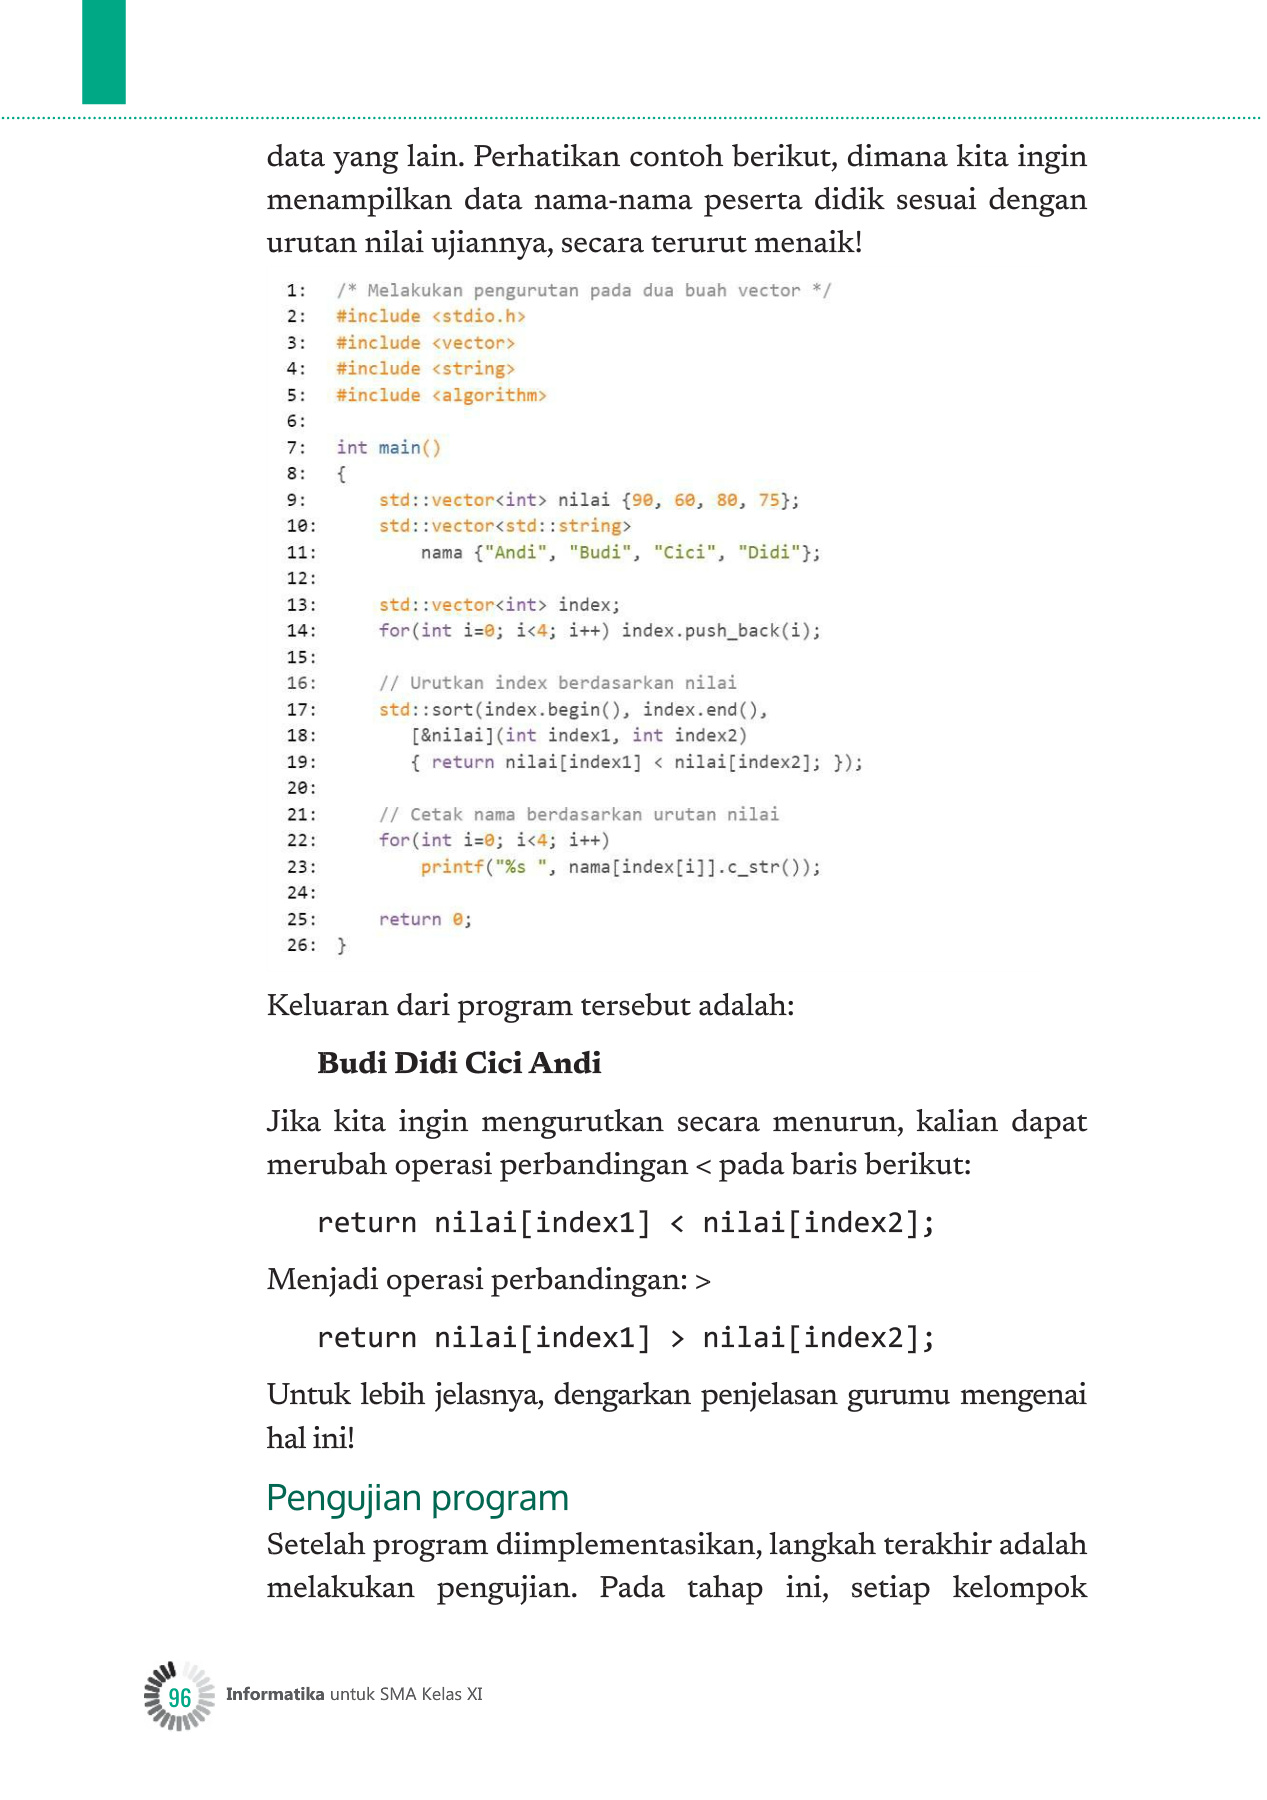 data yang lain. Perhatikan contoh berikut, dimana kita ingin
menampilkan data nama-nama peserta didik sesuai dengan
urutan nilai ujiannya, secara terurut menaik!
1: /* Melakukan pengurutan pada dua buah vector */
2: #include <stdio.h>
3: #include <vector>
4: #include <string>
5: #include <algorithm>
6:
7: int main()
8: {
9:     std::vector<int> nilai {90, 60, 80, 75};
10:     std::vector<std::string>
11:         nama {"Andi", "Budi", "Cici", "Didi"};
12:
13:     std::vector<int> index;
14:     for(int i=0; i<4; i++) index.push_back(i);
15:
16:     // Urutkan index berdasarkan nilai
17:     std::sort(index.begin(), index.end(),
18:        [&nilai](int index1, int index2)
19:        { return nilai[index1] < nilai[index2]; });
20:
21:     // Cetak nama berdasarkan urutan nilai
22:     for(int i=0; i<4; i++)
23:         printf("%s ", nama[index[i]].c_str());
24:
25:     return 0;
26: }
Keluaran dari program tersebut adalah:
Budi Didi Cici Andi
Jika kita ingin mengurutkan secara menurun, kalian dapat
merubah operasi perbandingan < pada baris berikut:
return nilai[index1] < nilai[index2];
Menjadi operasi perbandingan: >
return nilai[index1] > nilai[index2];
Untuk lebih jelasnya, dengarkan penjelasan gurumu mengenai
hal ini!
Pengujian program
Setelah program diimplementasikan, langkah terakhir adalah
melakukan pengujian. Pada tahap ini, setiap kelompok
96 Informatika untuk SMA Kelas XI